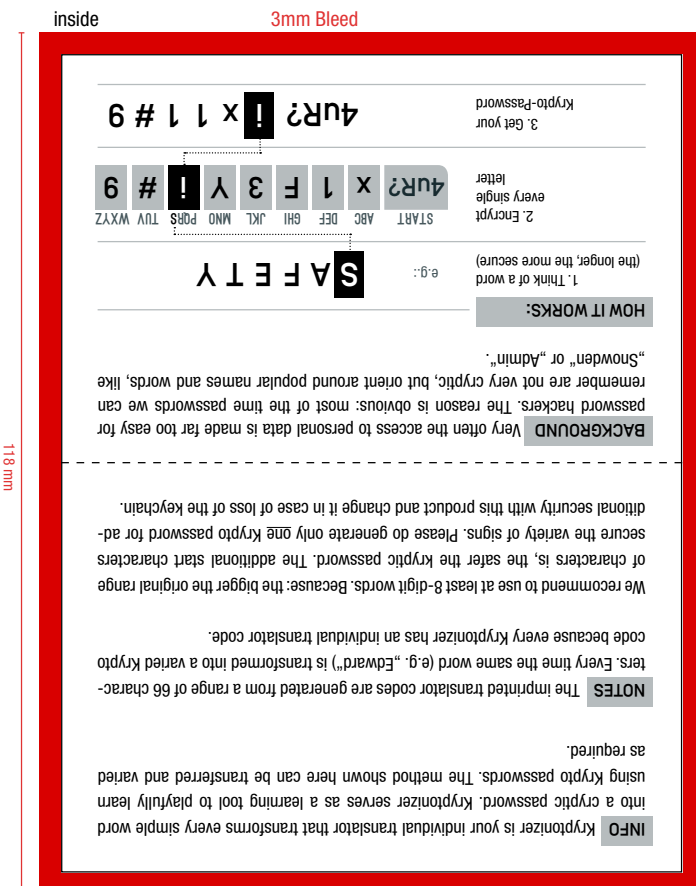 inside
3mm Bleed
118 mm
INFO Kryptonizer is your individual translator that transforms every simple word
into a cryptic password. Kryptonizer serves as a learning tool to playfully learn
using Krypto passwords. The method shown here can be transferred and varied
as required.
NOTES The imprinted translator codes are generated from a range of 66 charac-
ters. Every time the same word (e.g. „Edward") is transformed into a varied Krypto
code because every Kryptonizer has an individual translator code.
We recommend to use at least 8-digit words. Because: the bigger the original range
of characters is, the safer the kryptic password. The additional start characters
secure the variety of signs. Please do generate only one Krypto password for ad-
ditional security with this product and change it in case of loss of the keychain.
BACKGROUND Very often the access to personal data is made far too easy for
password hackers. The reason is obvious: most of the time passwords we can
remember are not very cryptic, but orient around popular names and words, like
„Snowden" or „Admin".
HOW IT WORKS:
1. Think of a word
(the longer, the more secure)
e.g.: S A F E T Y
2. Encrypt
every single
letter
START ABC DEF GHI JKL MNO PQRS TUV WXYZ
4uR? x 1 F 3 Y i # 9
3. Get your
Krypto-Password
4uR? i x 1 1 # 9